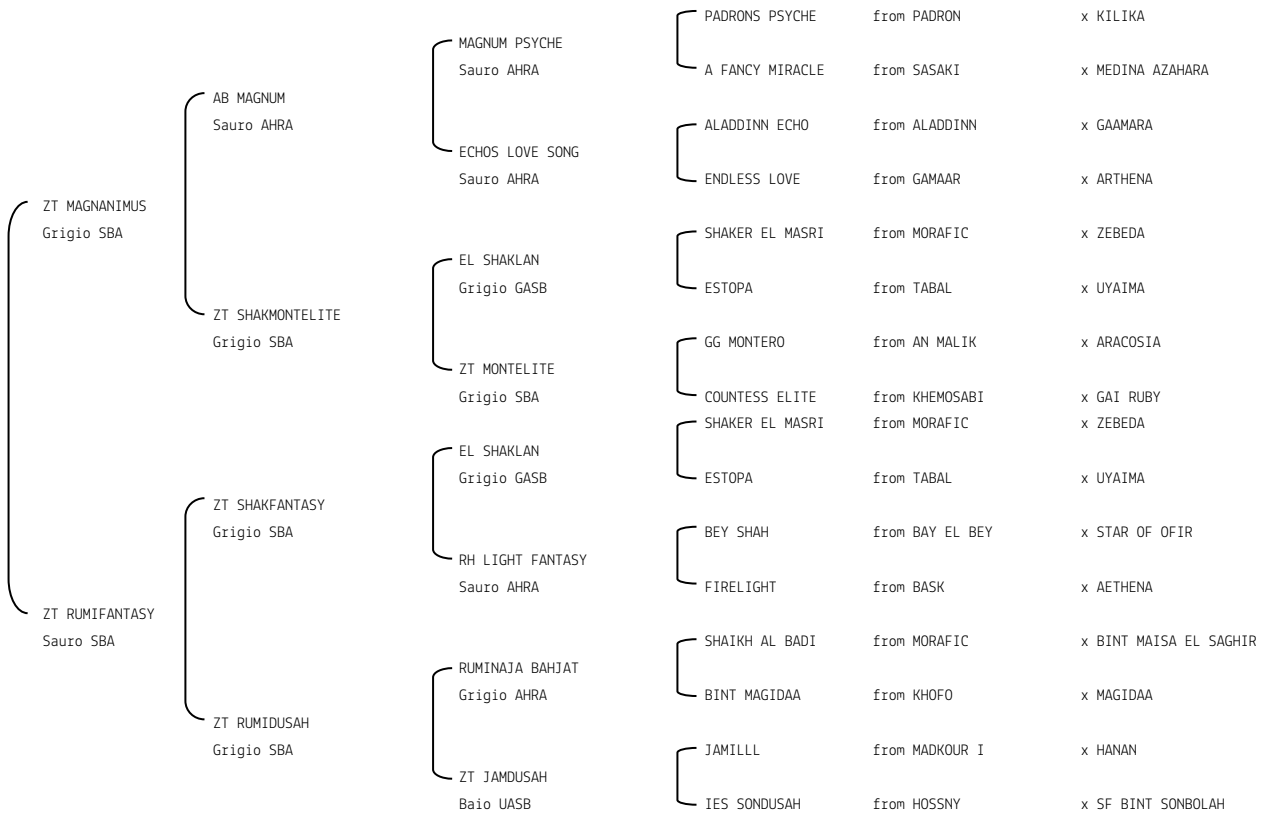 PADRONS PSYCHE from PADRON x KILIKA
MAGNUM PSYCHE
Sauro AHRA
A FANCY MIRACLE from SASAKI x MEDINA AZAHARA
AB MAGNUM
Sauro AHRA
ALADDINN ECHO from ALADDINN x GAAMARA
ECHOS LOVE SONG
Sauro AHRA
ENDLESS LOVE from GAMAAR x ARTHENA
ZT MAGNANIMUS
Grigio SBA
SHAKER EL MASRI from MORAFIC x ZEBEDA
EL SHAKLAN
Grigio GASB
ESTOPA from TABAL x UYAIMA
ZT SHAKMONTELITE
Grigio SBA
GG MONTERO from AN MALIK x ARACOSIA
ZT MONTELITE
Grigio SBA
COUNTESS ELITE from KHEMOSABI x GAI RUBY
SHAKER EL MASRI from MORAFIC x ZEBEDA
EL SHAKLAN
Grigio GASB
ESTOPA from TABAL x UYAIMA
ZT SHAKFANTASY
Grigio SBA
BEY SHAH from BAY EL BEY x STAR OF OFIR
RH LIGHT FANTASY
Sauro AHRA
FIRELIGHT from BASK x AETHENA
ZT RUMIFANTASY
Sauro SBA
SHAIKH AL BADI from MORAFIC x BINT MAISA EL SAGHIR
RUMINAJA BAHJAT
Grigio AHRA
BINT MAGIDAA from KHOFO x MAGIDAA
ZT RUMIDUSAH
Grigio SBA
JAMILLL from MADKOUR I x HANAN
ZT JAMDUSAH
Baio UASB
IES SONDUSAH from HOSSNY x SF BINT SONBOLAH